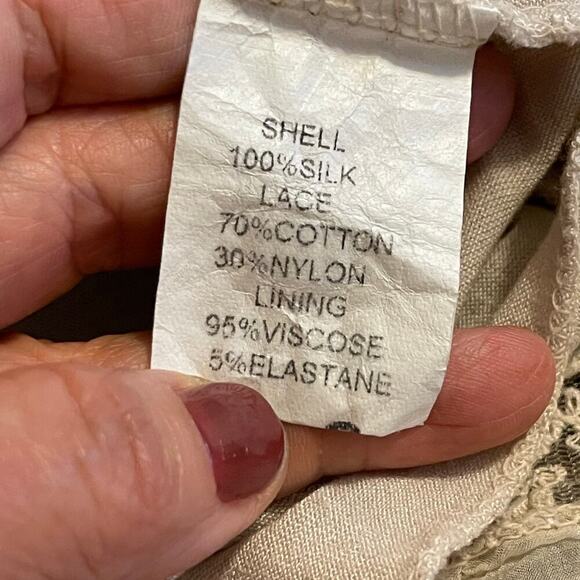 SHELL
100%SILK
LACE
70%COTTON
30%NYLON
LINING
95%VISCOSE
5%ELASTANE